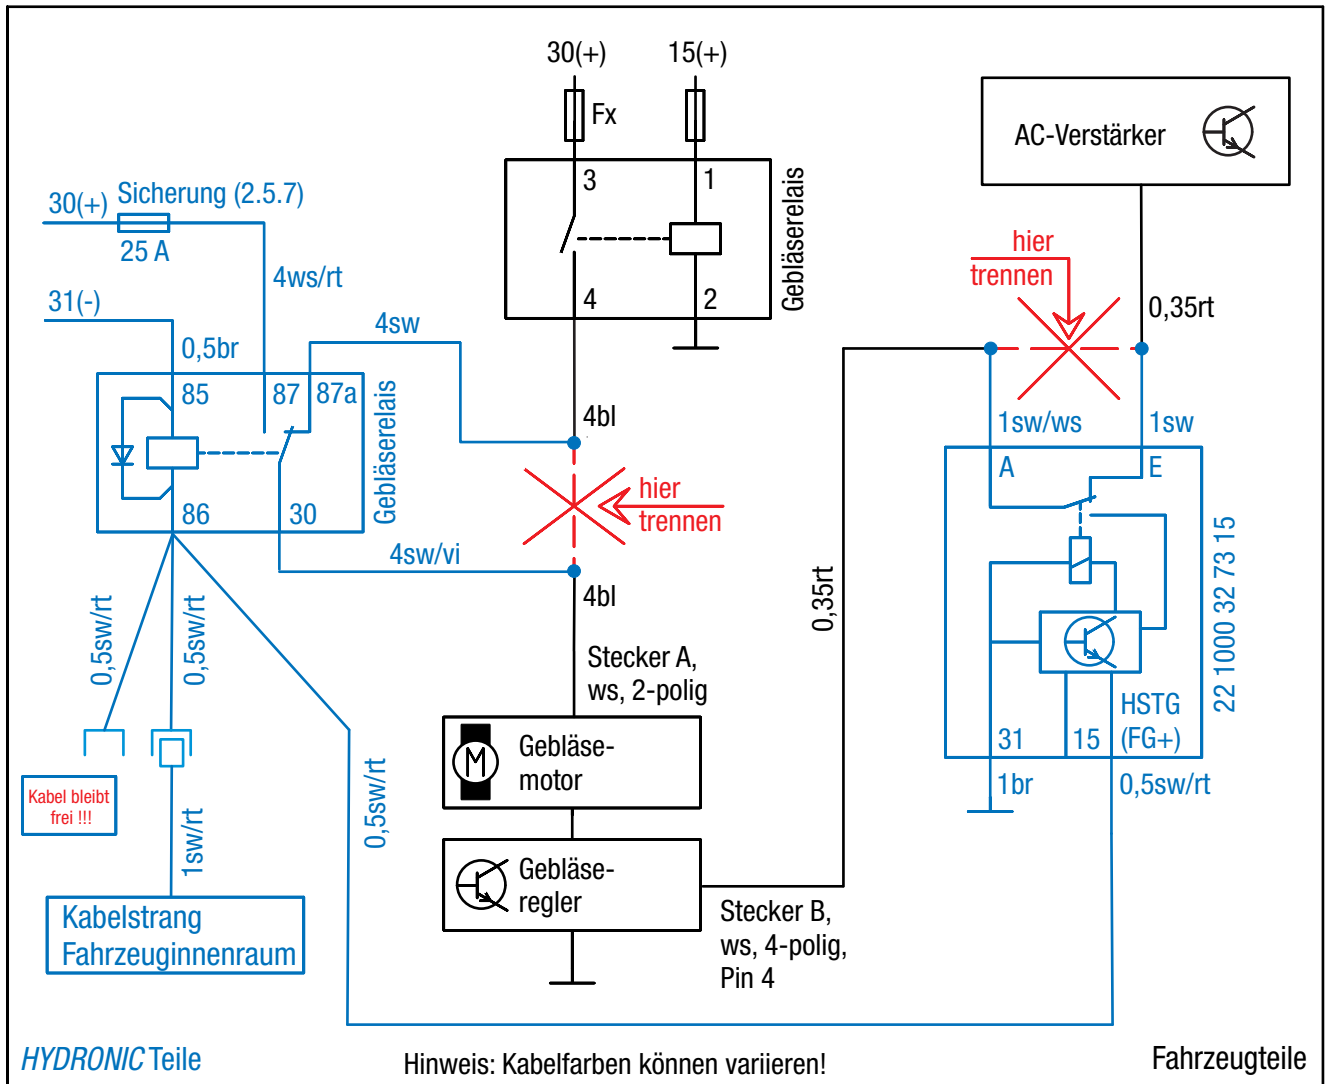 30(+)
15(+)
Fx
3
1
4
2
Gebläserelais
AC-Verstärker
hier
trennen
0,35rt
Sicherung (2.5.7)
30(+)
25 A
4ws/rt
31(-)
0,5br
4sw
85
87
87a
86
30
Gebläserelais
4bl
hier
trennen
4sw/vi
4bl
0,5sw/rt
0,5sw/rt
0,5sw/rt
Kabel bleibt
frei !!!
1sw/rt
Kabelstrang
Fahrzeuginnenraum
Stecker A,
ws, 2-polig
M
Gebläse-
motor
Gebläse-
regler
Stecker B,
ws, 4-polig,
Pin 4
0,35rt
1sw/ws
1sw
A
E
22 1000 32 73 15
HSTG
(FG+)
31
15
1br
0,5sw/rt
HYDRONIC Teile
Hinweis: Kabelfarben können variieren!
Fahrzeugteile